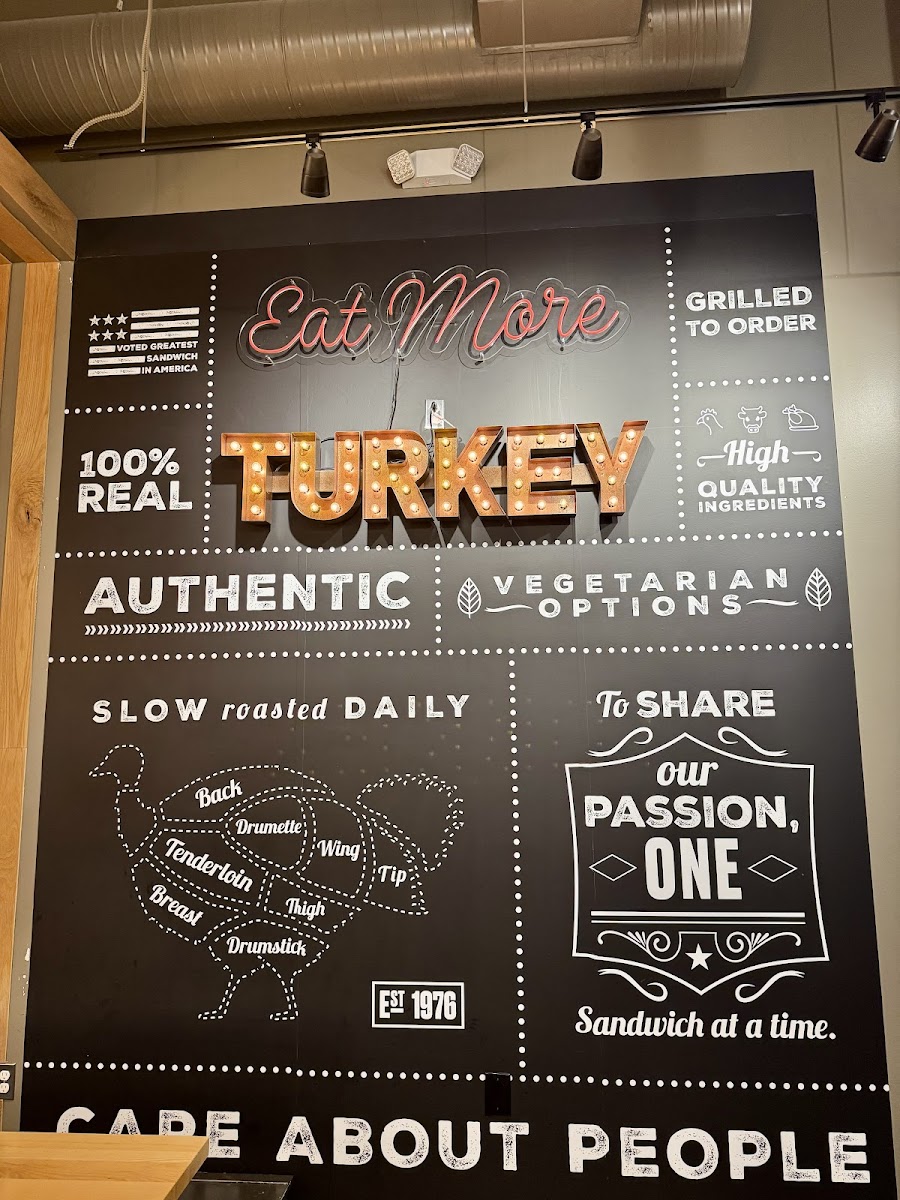 VOTED GREATEST
SANDWICH
IN AMERICA
Eat More
GRILLED
TO ORDER
100%
REAL
TURKEY
High
QUALITY
INGREDIENTS
AUTHENTIC
VEGETARIAN
OPTIONS
SLOW roasted DAILY
Back
Drumette
Wing
Tenderloin
Tip
Breast
Thigh
Drumstick
EST 1976
To SHARE
our
PASSION,
ONE
Sandwich at a time.
CARE ABOUT PEOPLE